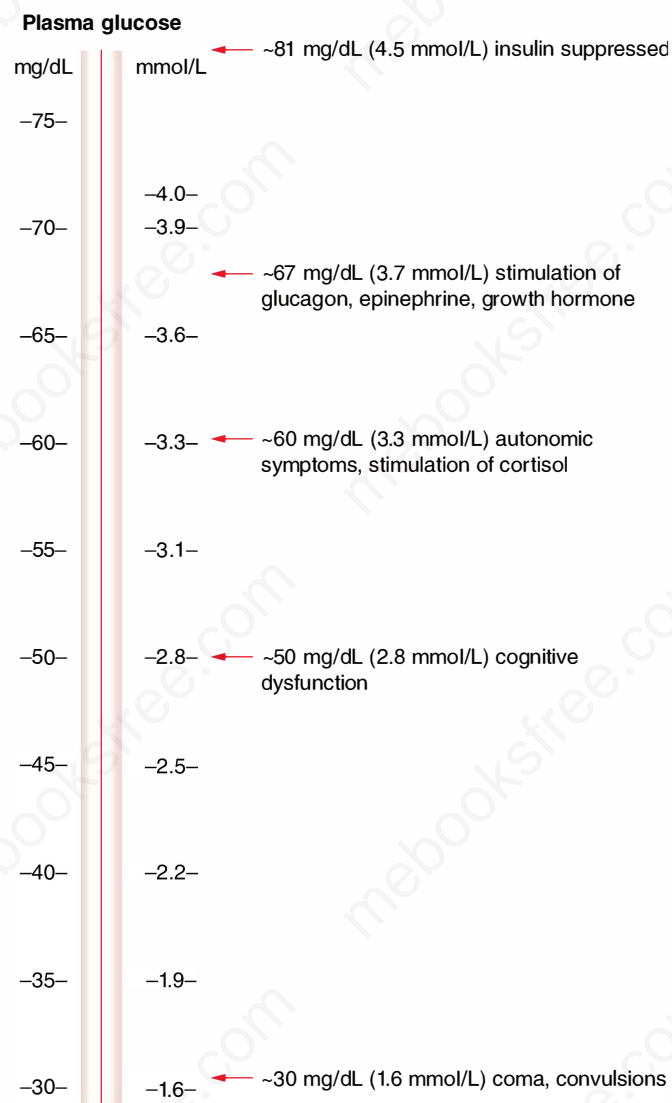 Plasma glucose
mg/dL
mmol/L
~81 mg/dL (4.5 mmol/L) insulin suppressed
–75–
–4.0–
–70–
–3.9–
~67 mg/dL (3.7 mmol/L) stimulation of
glucagon, epinephrine, growth hormone
–65–
–3.6–
–60–
–3.3–
~60 mg/dL (3.3 mmol/L) autonomic
symptoms, stimulation of cortisol
–55–
–3.1–
–50–
–2.8–
~50 mg/dL (2.8 mmol/L) cognitive
dysfunction
–45–
–2.5–
–40–
–2.2–
–35–
–1.9–
–30–
–1.6–
~30 mg/dL (1.6 mmol/L) coma, convulsions
mebooksfree.com